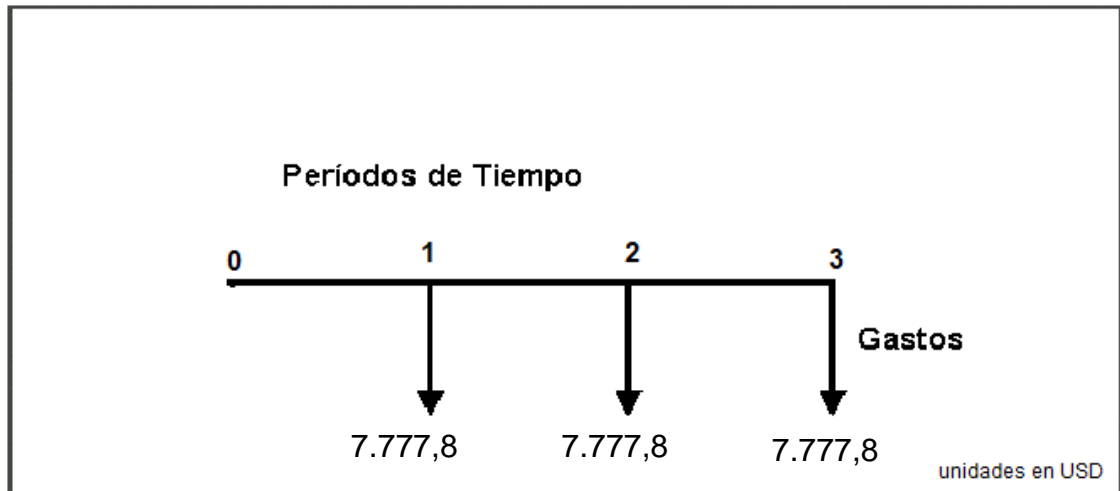 Períodos de Tiempo
0 1 2 3
Gastos
7.777,8 7.777,8 7.777,8
unidades en USD